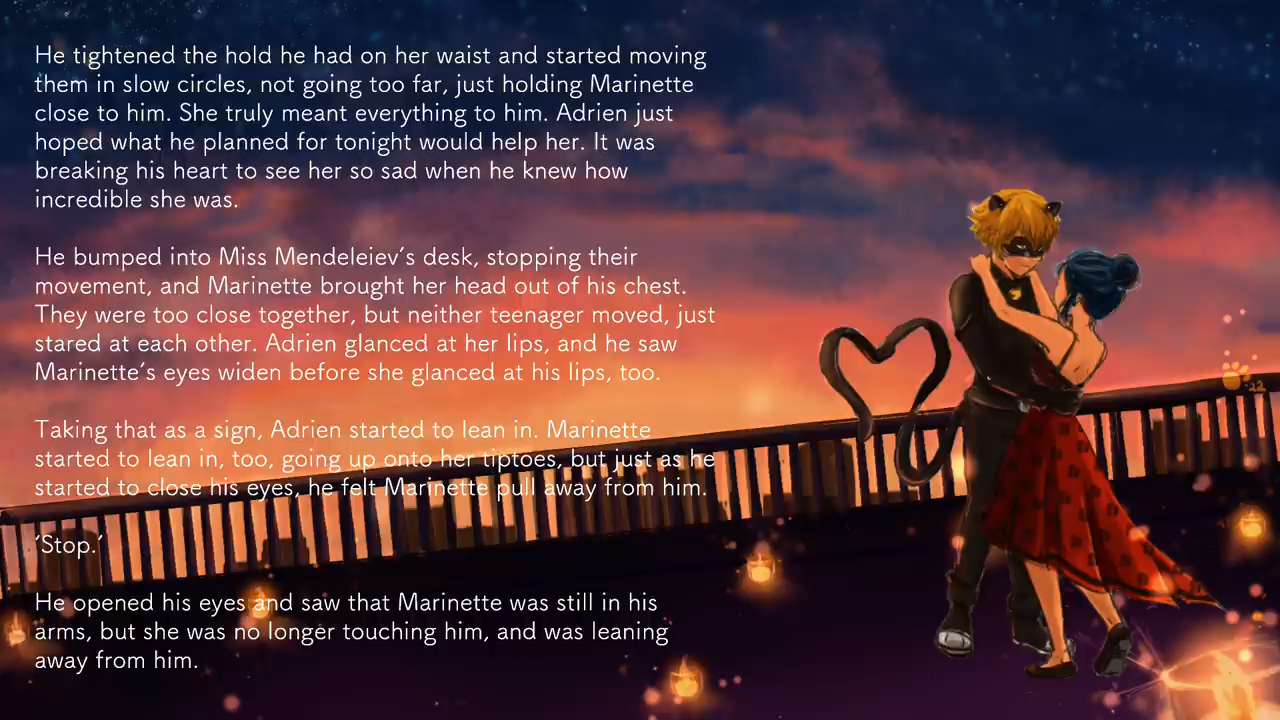 He tightened the hold he had on her waist and started moving
them in slow circles, not going too far, just holding Marinette
close to him. She truly meant everything to him. Adrien just
hoped what he planned for tonight would help her. It was
breaking his heart to see her so sad when he knew how
incredible she was.
He bumped into Miss Mendeleiev's desk, stopping their
movement, and Marinette brought her head out of his chest.
They were too close together, but neither teenager moved, just
stared at each other. Adrien glanced at her lips, and he saw
Marinette's eyes widen before she glanced at his lips, too.
Taking that as a sign, Adrien started to lean in. Marinette
started to lean in, too, going up onto her tiptoes, but just as he
started to close his eyes, he felt Marinette pull away from him.
'Stop.'
He opened his eyes and saw that Marinette was still in his
arms, but she was no longer touching him, and was leaning
away from him.
'22